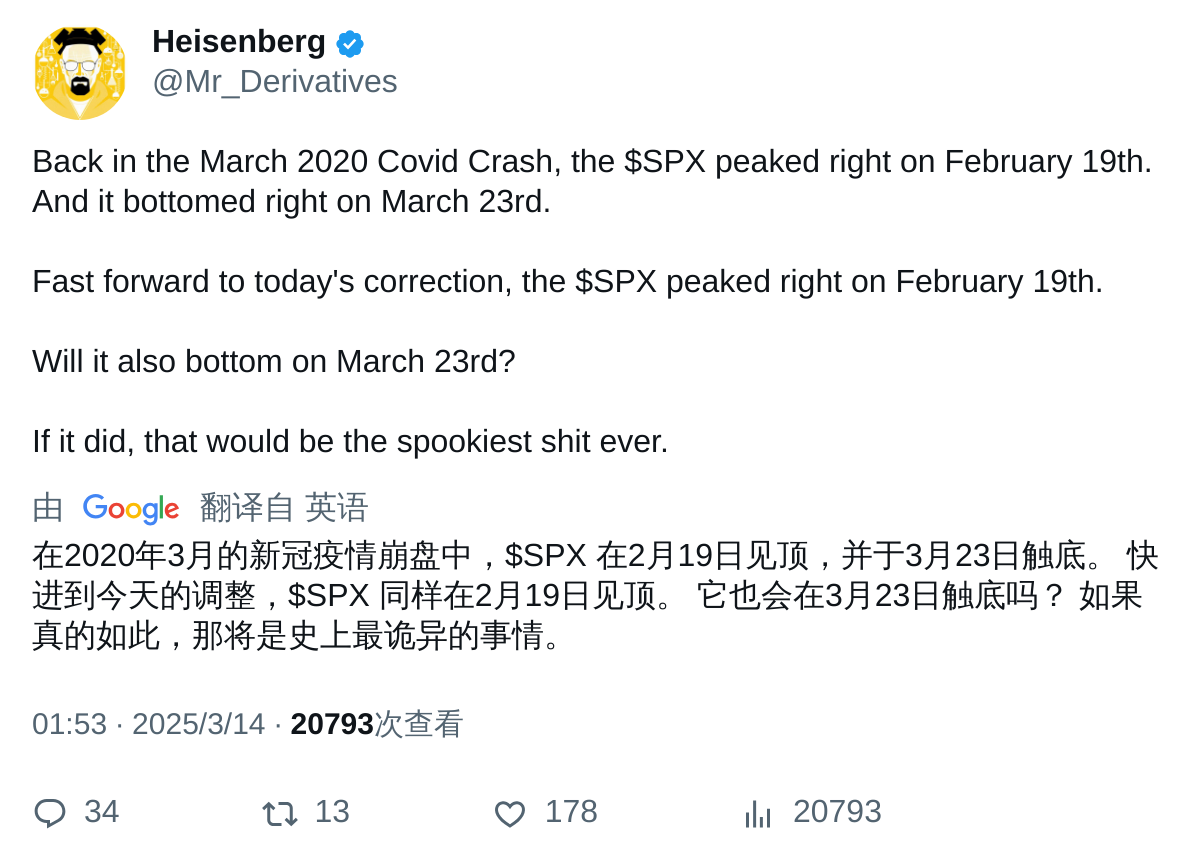 Heisenberg
@Mr_Derivatives
Back in the March 2020 Covid Crash, the $SPX peaked right on February 19th.
And it bottomed right on March 23rd.
Fast forward to today's correction, the $SPX peaked right on February 19th.
Will it also bottom on March 23rd?
If it did, that would be the spookiest shit ever.
由 Google 翻译自 英语
在2020年3月的新冠疫情崩盘中，$SPX 在2月19日见顶，并于3月23日触底。 快
进到今天的调整，$SPX 同样在2月19日见顶。 它也会在3月23日触底吗？ 如果
真的如此，那将是史上最诡异的事情。
01:53 · 2025/3/14 · 20793次查看
34 13 178 20793